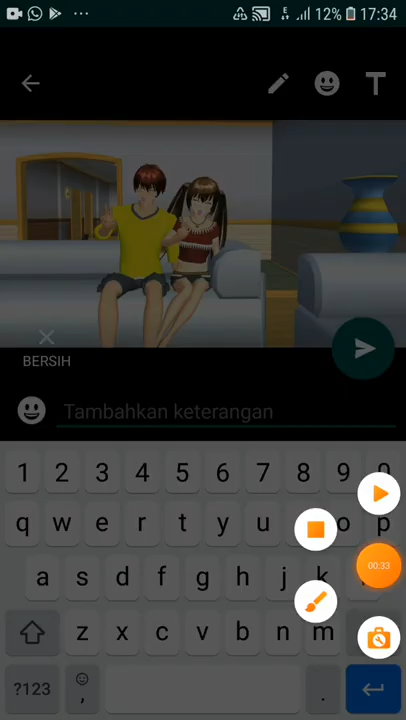 12% 17:34
T
BERSIH
Tambahkan keterangan
1 2 3 4 5 6 7 8 9 0
q w e r t y u o p
a s d f g h j k
00:33
z x c v b n m
?123 , .